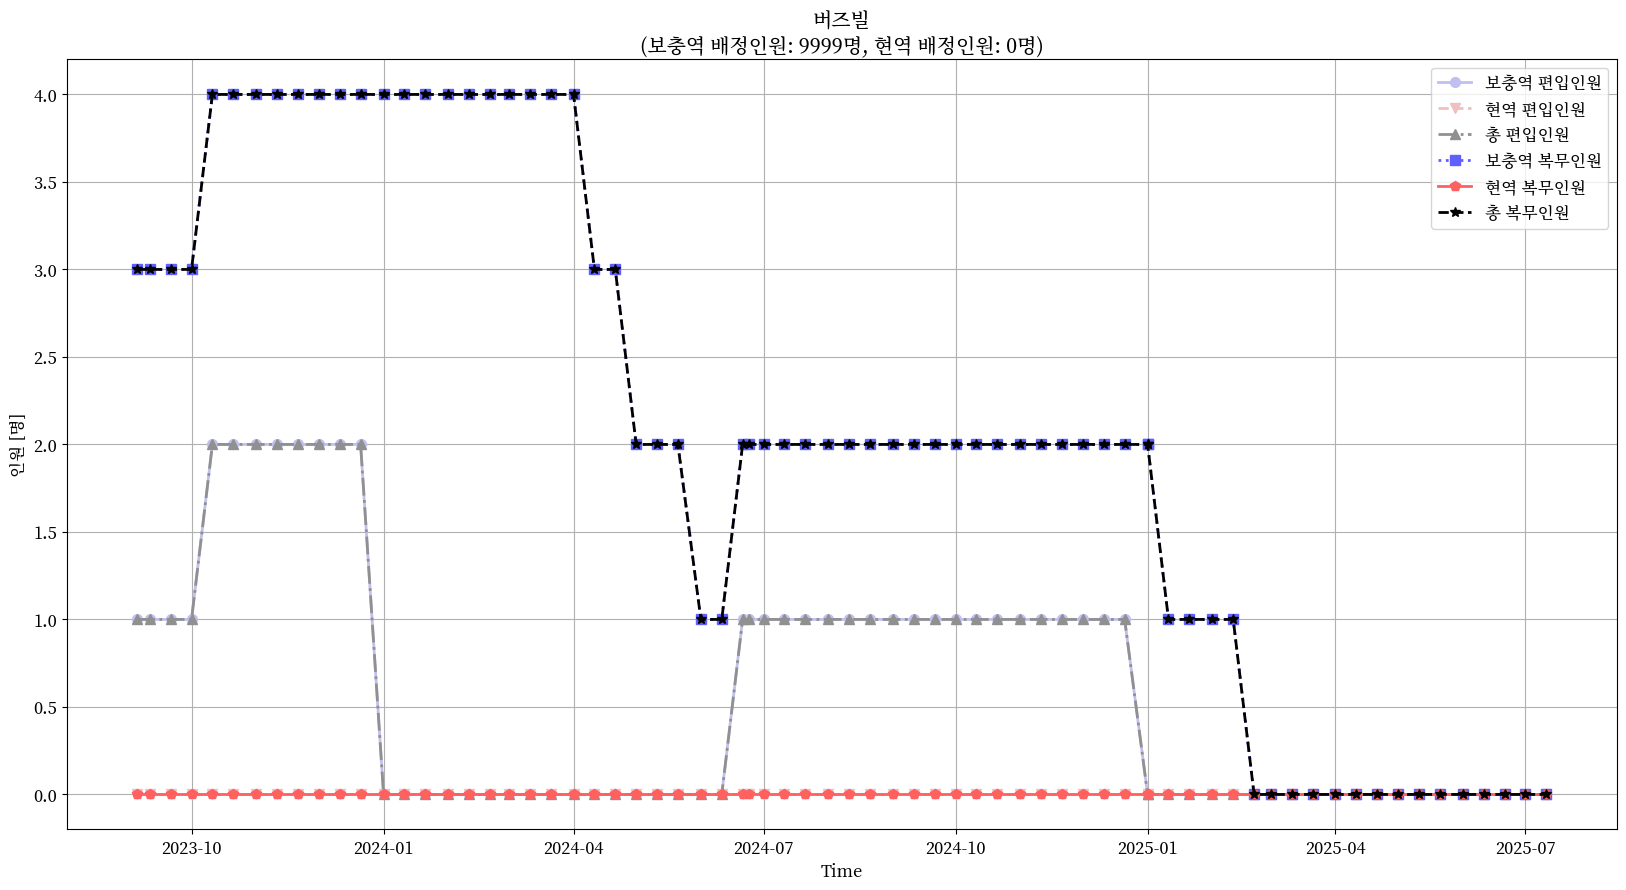 버즈빌
(보충역 배정인원: 9999명, 현역 배정인원: 0명)
보충역 편입인원
현역 편입인원
총 편입인원
보충역 복무인원
현역 복무인원
총 복무인원
인원 [명]
4.0
3.5
3.0
2.5
2.0
1.5
1.0
0.5
0.0
2023-10
2024-01
2024-04
2024-07
2024-10
2025-01
2025-04
2025-07
Time